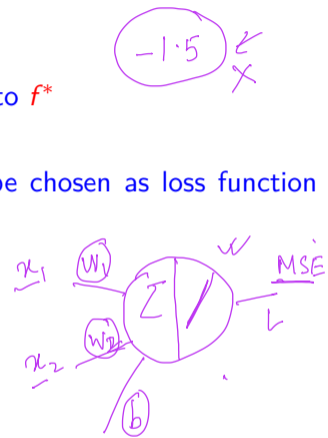 -1.5
x
to f*
be chosen as loss function
w
x₁ w₁ MSE
Σ L
x₂ w₂
b